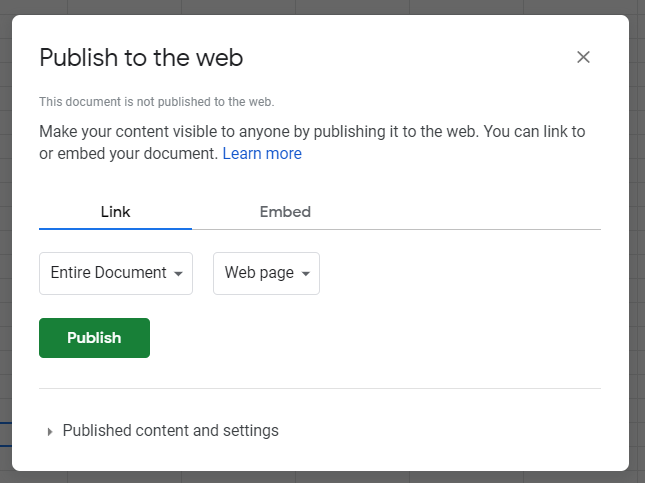 Publish to the web
This document is not published to the web.
Make your content visible to anyone by publishing it to the web. You can link to
or embed your document. Learn more
Link
Embed
Entire Document
Web page
Publish
Published content and settings